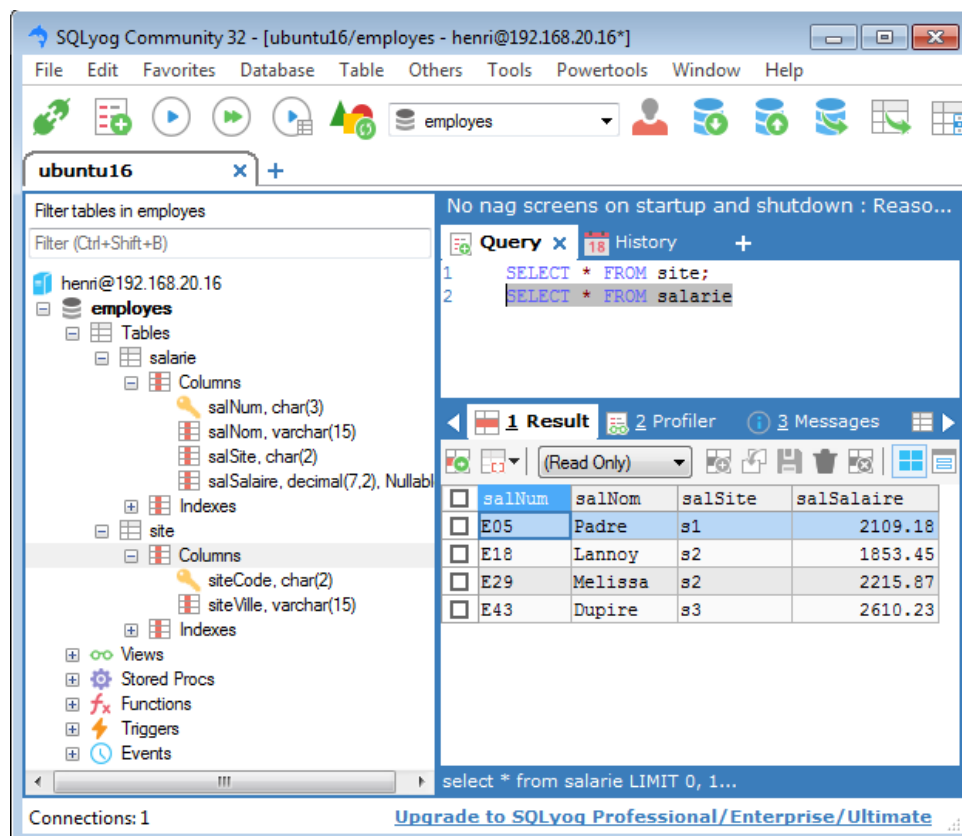 SQLyog Community 32 - [ubuntu16/employes - henri@192.168.20.16*]
File Edit Favorites Database Table Others Tools Powertools Window Help
employes
ubuntu16
Filter tables in employes
Filter (Ctrl+Shift+B)
henri@192.168.20.16
employes
Tables
salarie
Columns
salNum, char(3)
salNom, varchar(15)
salSite, char(2)
salSalaire, decimal(7,2), Nullabl
Indexes
site
Columns
siteCode, char(2)
siteVille, varchar(15)
Indexes
Views
Stored Procs
Functions
Triggers
Events
Connections: 1
No nag screens on startup and shutdown : Reaso...
Query 18 History
1 SELECT * FROM site;
2 SELECT * FROM salarie
1 Result 2 Profiler 3 Messages
(Read Only)
salNum salNom salSite salSalaire
E05 Padre s1 2109.18
E18 Lannoy s2 1853.45
E29 Melissa s2 2215.87
E43 Dupire s3 2610.23
select * from salarie LIMIT 0, 1...
Upgrade to SQLyog Professional/Enterprise/Ultimate